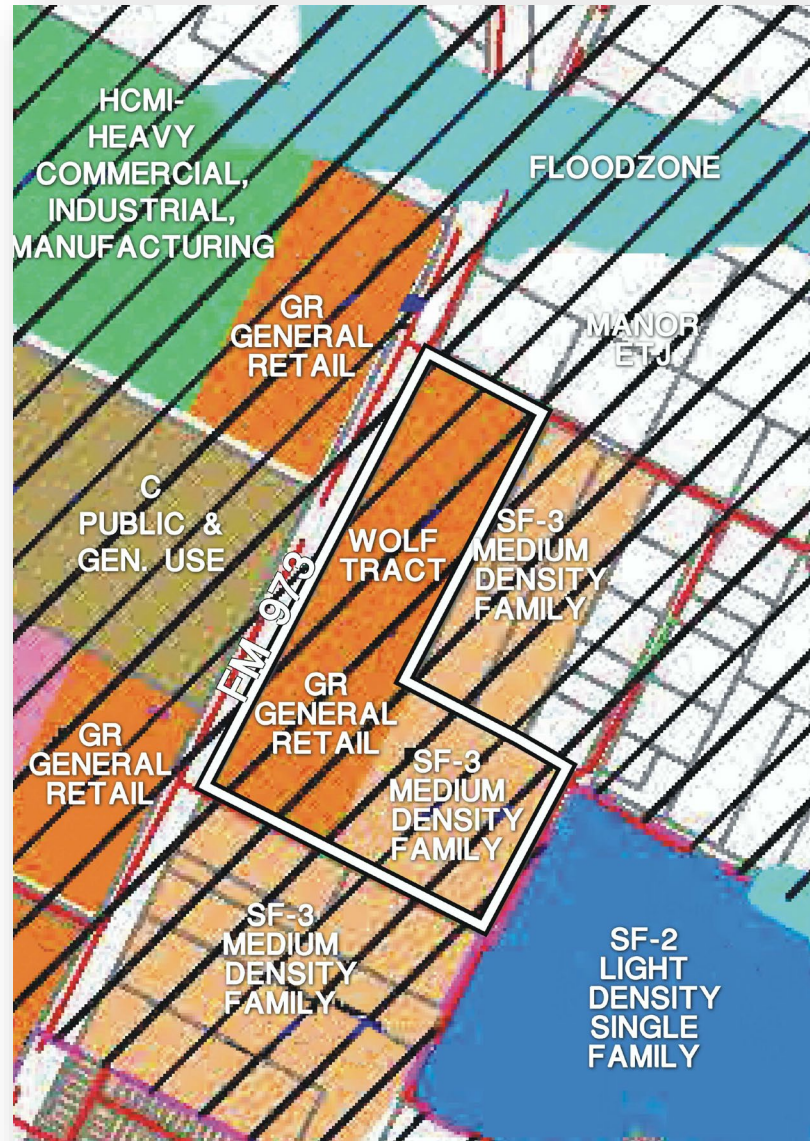 HCMI-
HEAVY
COMMERCIAL,
INDUSTRIAL,
MANUFACTURING
FLOODZONE
GR
GENERAL
RETAIL
MANOR
ETJ
C
PUBLIC &
GEN. USE
WOLF
TRACT
SF-3
MEDIUM
DENSITY
FAMILY
FM 973
GR
GENERAL
RETAIL
GR
GENERAL
RETAIL
SF-3
MEDIUM
DENSITY
FAMILY
SF-3
MEDIUM
DENSITY
FAMILY
SF-2
LIGHT
DENSITY
SINGLE
FAMILY